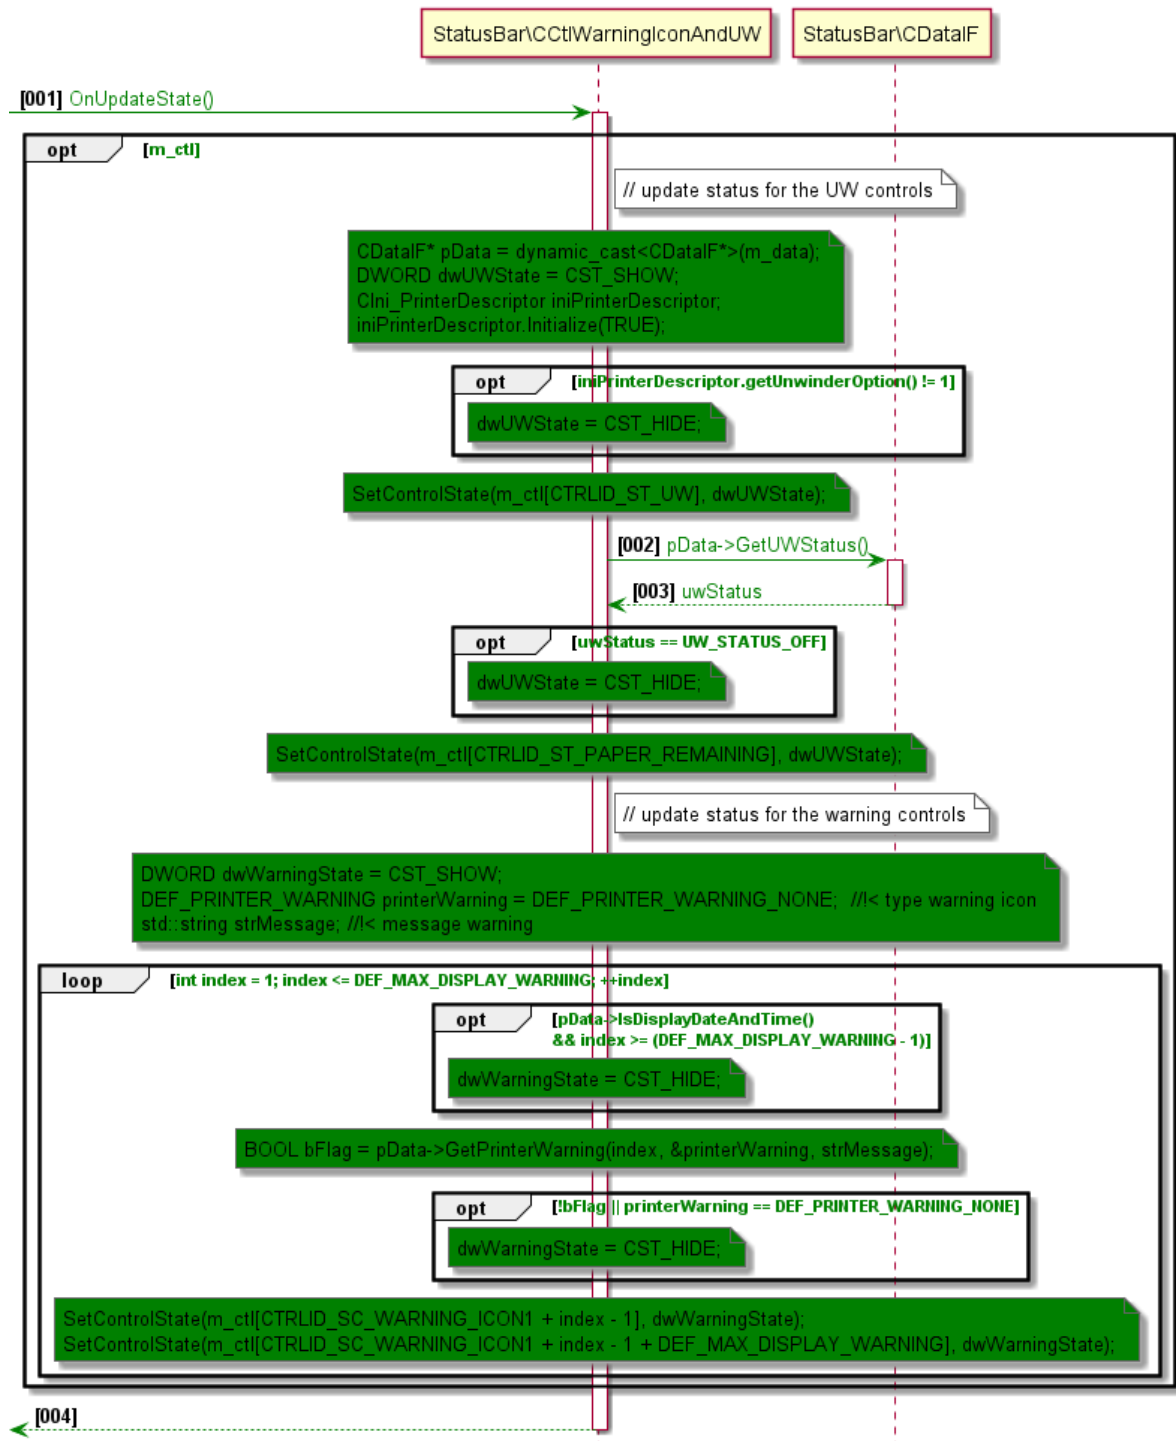 StatusBar\CCtlWarningIconAndUW
StatusBar\CDataIF
[001] OnUpdateState()
opt [m_ctl]
// update status for the UW controls
CDataIF* pData = dynamic_cast<CDataIF*>(m_data);
DWORD dwUWState = CST_SHOW;
CIni_PrinterDescriptor iniPrinterDescriptor;
iniPrinterDescriptor.Initialize(TRUE);
opt [iniPrinterDescriptor.getUnwinderOption() != 1]
dwUWState = CST_HIDE;
SetControlState(m_ctl[CTRLID_ST_UW], dwUWState);
[002] pData->GetUWStatus()
[003] uwStatus
opt [uwStatus == UW_STATUS_OFF]
dwUWState = CST_HIDE;
SetControlState(m_ctl[CTRLID_ST_PAPER_REMAINING], dwUWState);
// update status for the warning controls
DWORD dwWarningState = CST_SHOW;
DEF_PRINTER_WARNING printerWarning = DEF_PRINTER_WARNING_NONE;  //!< type warning icon
std::string strMessage; //!< message warning
loop [int index = 1; index <= DEF_MAX_DISPLAY_WARNING; ++index]
opt [pData->IsDisplayDateAndTime()
&& index >= (DEF_MAX_DISPLAY_WARNING - 1)]
dwWarningState = CST_HIDE;
BOOL bFlag = pData->GetPrinterWarning(index, &printerWarning, strMessage);
opt [!bFlag || printerWarning == DEF_PRINTER_WARNING_NONE]
dwWarningState = CST_HIDE;
SetControlState(m_ctl[CTRLID_SC_WARNING_ICON1 + index - 1], dwWarningState);
SetControlState(m_ctl[CTRLID_SC_WARNING_ICON1 + index - 1 + DEF_MAX_DISPLAY_WARNING], dwWarningState);
[004]